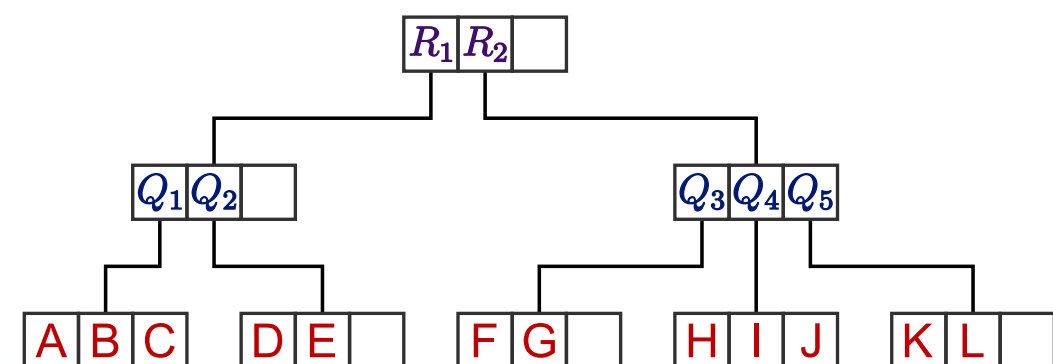 R₁ R₂
Q₁ Q₂ Q₃ Q₄ Q₅
A B C D E F G H I J K L